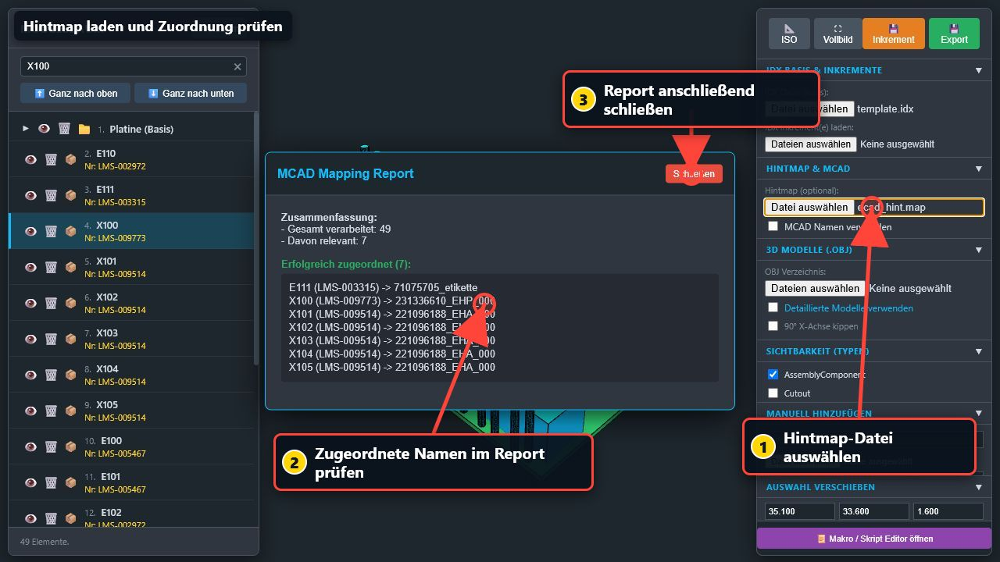 Hintmap laden und Zuordnung prüfen
X100
Ganz nach oben
Ganz nach unten
1. Platine (Basis)
2. E110
Nr: LMS-002972
3. E111
Nr: LMS-003315
4. X100
Nr: LMS-009773
5. X101
Nr: LMS-009514
6. X102
Nr: LMS-009514
7. X103
Nr: LMS-009514
8. X104
Nr: LMS-009514
9. X105
Nr: LMS-009514
10. E100
Nr: LMS-005467
11. E101
Nr: LMS-005467
12. E102
Nr: LMS-002972
49 Elemente.
3
Report anschließend
schließen
MCAD Mapping Report
Schließen
Zusammenfassung:
- Gesamt verarbeitet: 49
- Davon relevant: 7
Erfolgreich zugeordnet (7):
E111 (LMS-003315) -> 71075705_etikette
X100 (LMS-009773) -> 231336610_EHP_000
X101 (LMS-009514) -> 221096188_EHA_000
X102 (LMS-009514) -> 221096188_EHA_000
X103 (LMS-009514) -> 221096188_EHA_000
X104 (LMS-009514) -> 221096188_EHA_000
X105 (LMS-009514) -> 221096188_EHA_000
2
Zugeordnete Namen im Report
prüfen
ISO
Vollbild
Inkrement
Export
IDX BASIS & INKREMENTE
Datei auswählen template.idx
IDX Inkrement(e) laden:
Dateien auswählen Keine ausgewählt
HINTMAP & MCAD
Hintmap (optional):
Datei auswählen ecad_hint.map
MCAD Namen verwenden
3D MODELLE (.OBJ)
OBJ Verzeichnis:
Dateien auswählen Keine ausgewählt
Detaillierte Modelle verwenden
90° X-Achse kippen
SICHTBARKEIT (TYPEN)
AssemblyComponent
Cutout
MANUELL HINZUFÜGEN
1
Hintmap-Datei
auswählen
AUSWAHL VERSCHIEBEN
35.100 33.600 1.600
Makro / Skript Editor öffnen